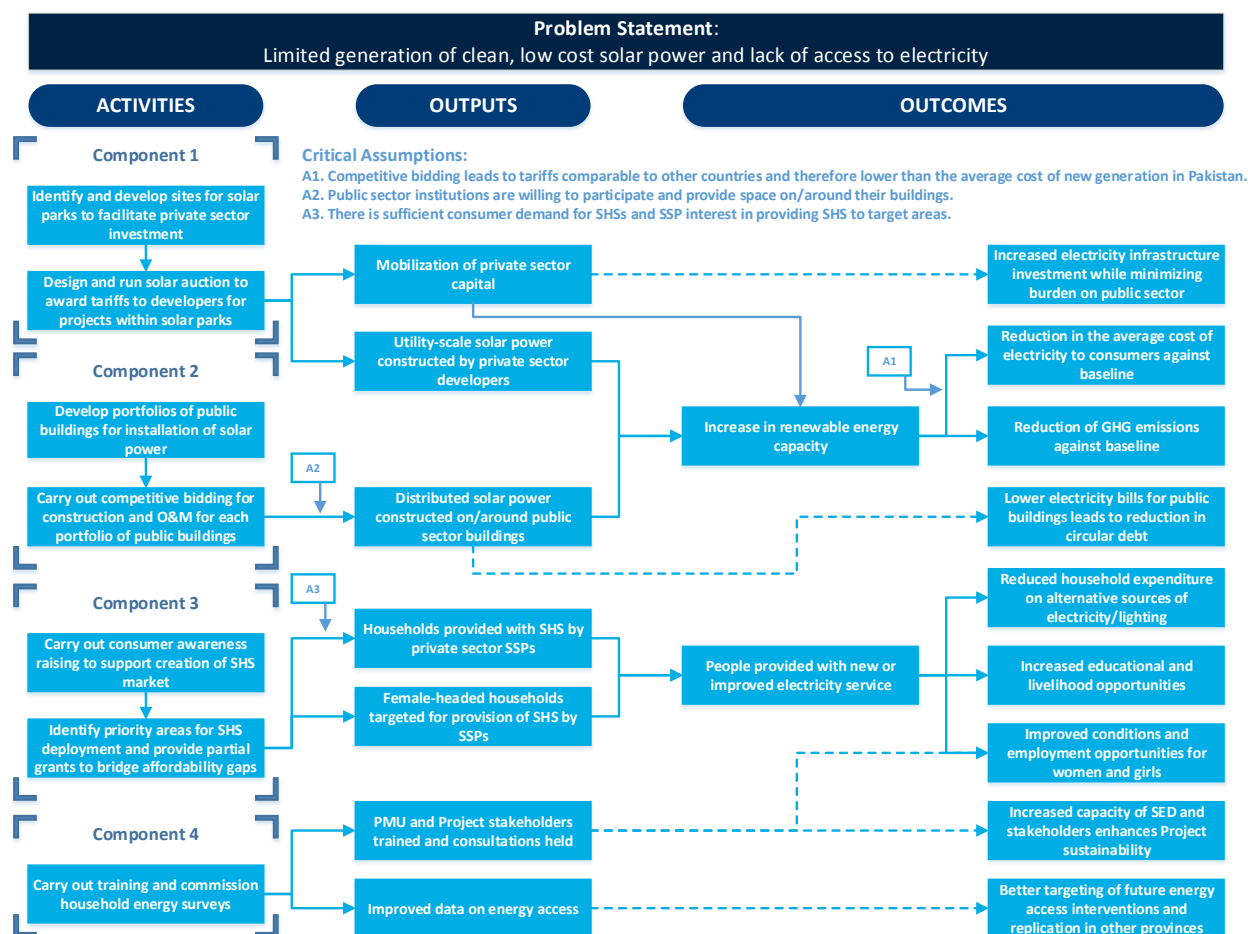 Problem Statement:
Limited generation of clean, low cost solar power and lack of access to electricity
ACTIVITIES
OUTPUTS
OUTCOMES
Component 1
Identify and develop sites for solar
parks to facilitate private sector
investment
Design and run solar auction to
award tariffs to developers for
projects within solar parks
Component 2
Develop portfolios of public
buildings for installation of solar
power
Carry out competitive bidding for
construction and O&M for each
portfolio of public buildings
Component 3
Carry out consumer awareness
raising to support creation of SHS
market
Identify priority areas for SHS
deployment and provide partial
grants to bridge affordability gaps
Component 4
Carry out training and commission
household energy surveys
Critical Assumptions:
A1. Competitive bidding leads to tariffs comparable to other countries and therefore lower than the average cost of new generation in Pakistan.
A2. Public sector institutions are willing to participate and provide space on/around their buildings.
A3. There is sufficient consumer demand for SHSs and SSP interest in providing SHS to target areas.
Mobilization of private sector
capital
Utility-scale solar power
constructed by private sector
developers
A2
Distributed solar power
constructed on/around public
sector buildings
A3
Households provided with SHS by
private sector SSPs
Female-headed households
targeted for provision of SHS by
SSPs
PMU and Project stakeholders
trained and consultations held
Improved data on energy access
Increase in renewable energy
capacity
People provided with new or
improved electricity service
A1
Increased electricity infrastructure
investment while minimizing
burden on public sector
Reduction in the average cost of
electricity to consumers against
baseline
Reduction of GHG emissions
against baseline
Lower electricity bills for public
buildings leads to reduction in
circular debt
Reduced household expenditure
on alternative sources of
electricity/lighting
Increased educational and
livelihood opportunities
Improved conditions and
employment opportunities for
women and girls
Increased capacity of SED and
stakeholders enhances Project
sustainability
Better targeting of future energy
access interventions and
replication in other provinces